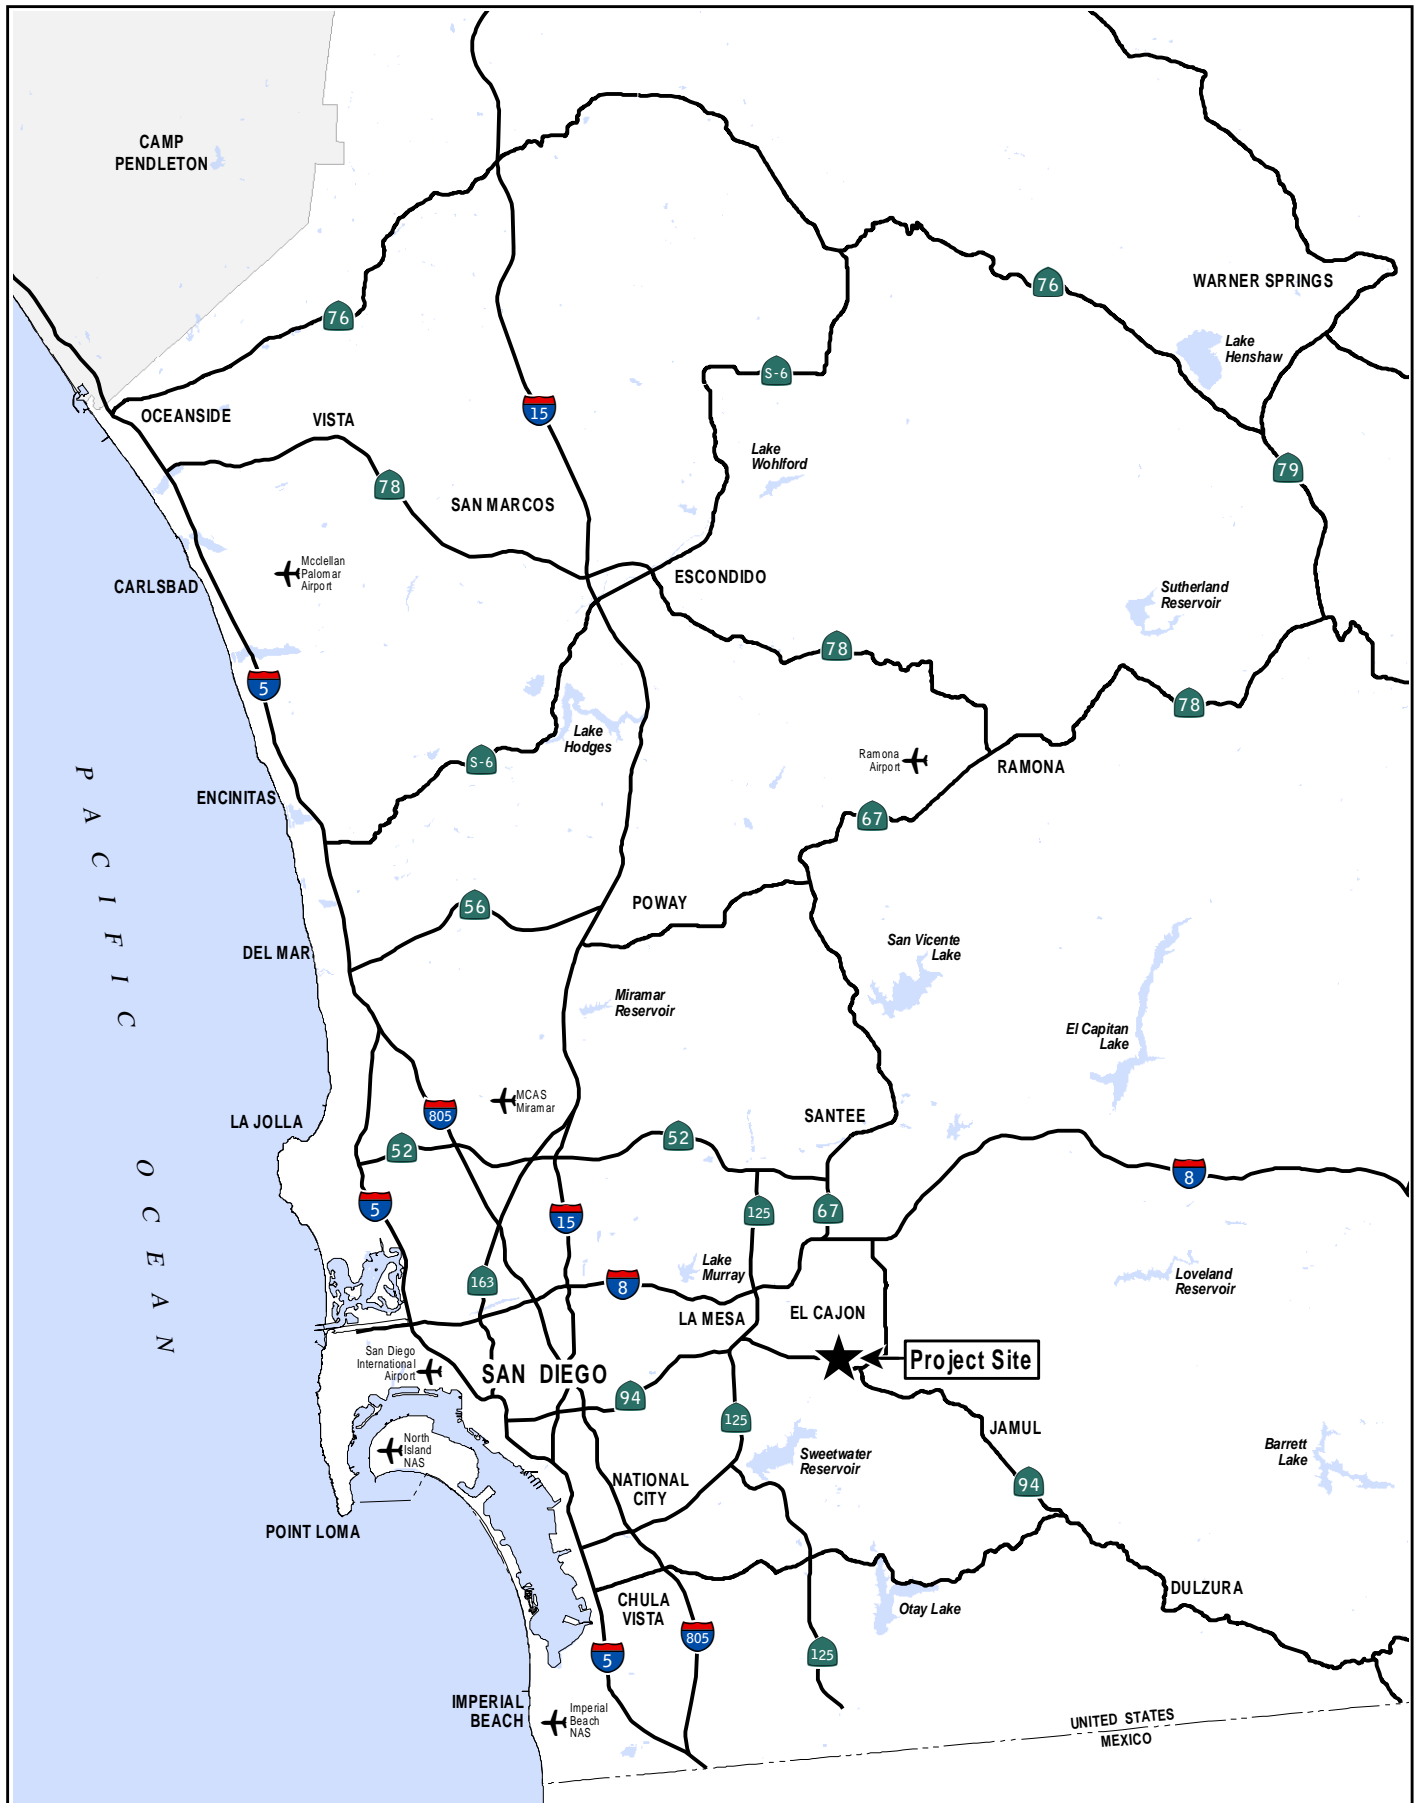 CAMP
PENDLETON
76
WARNER SPRINGS
76
Lake
Henshaw
S-6
OCEANSIDE
VISTA
15
Lake
Wohlford
79
78
SAN MARCOS
Mcclellan
Palomar
Airport
CARLSBAD
ESCONDIDO
Sutherland
Reservoir
78
5
78
Lake
Hodges
S-6
Ramona
Airport
RAMONA
ENCINITAS
67
PACIFIC OCEAN
56
POWAY
DEL MAR
San Vicente
Lake
Miramar
Reservoir
El Capitan
Lake
MCAS
Miramar
805
SANTEE
LA JOLLA
52
52
8
5
15
125
67
Lake
Murray
163
8
Loveland
Reservoir
LA MESA
EL CAJON
San Diego
International
Airport
SAN DIEGO
Project Site
94
125
JAMUL
North
Island
NAS
Sweetwater
Reservoir
Barrett
Lake
NATIONAL
CITY
94
POINT LOMA
DULZURA
CHULA
VISTA
Otay Lake
805
5
125
IMPERIAL
BEACH
Imperial
Beach
NAS
UNITED STATES
MEXICO